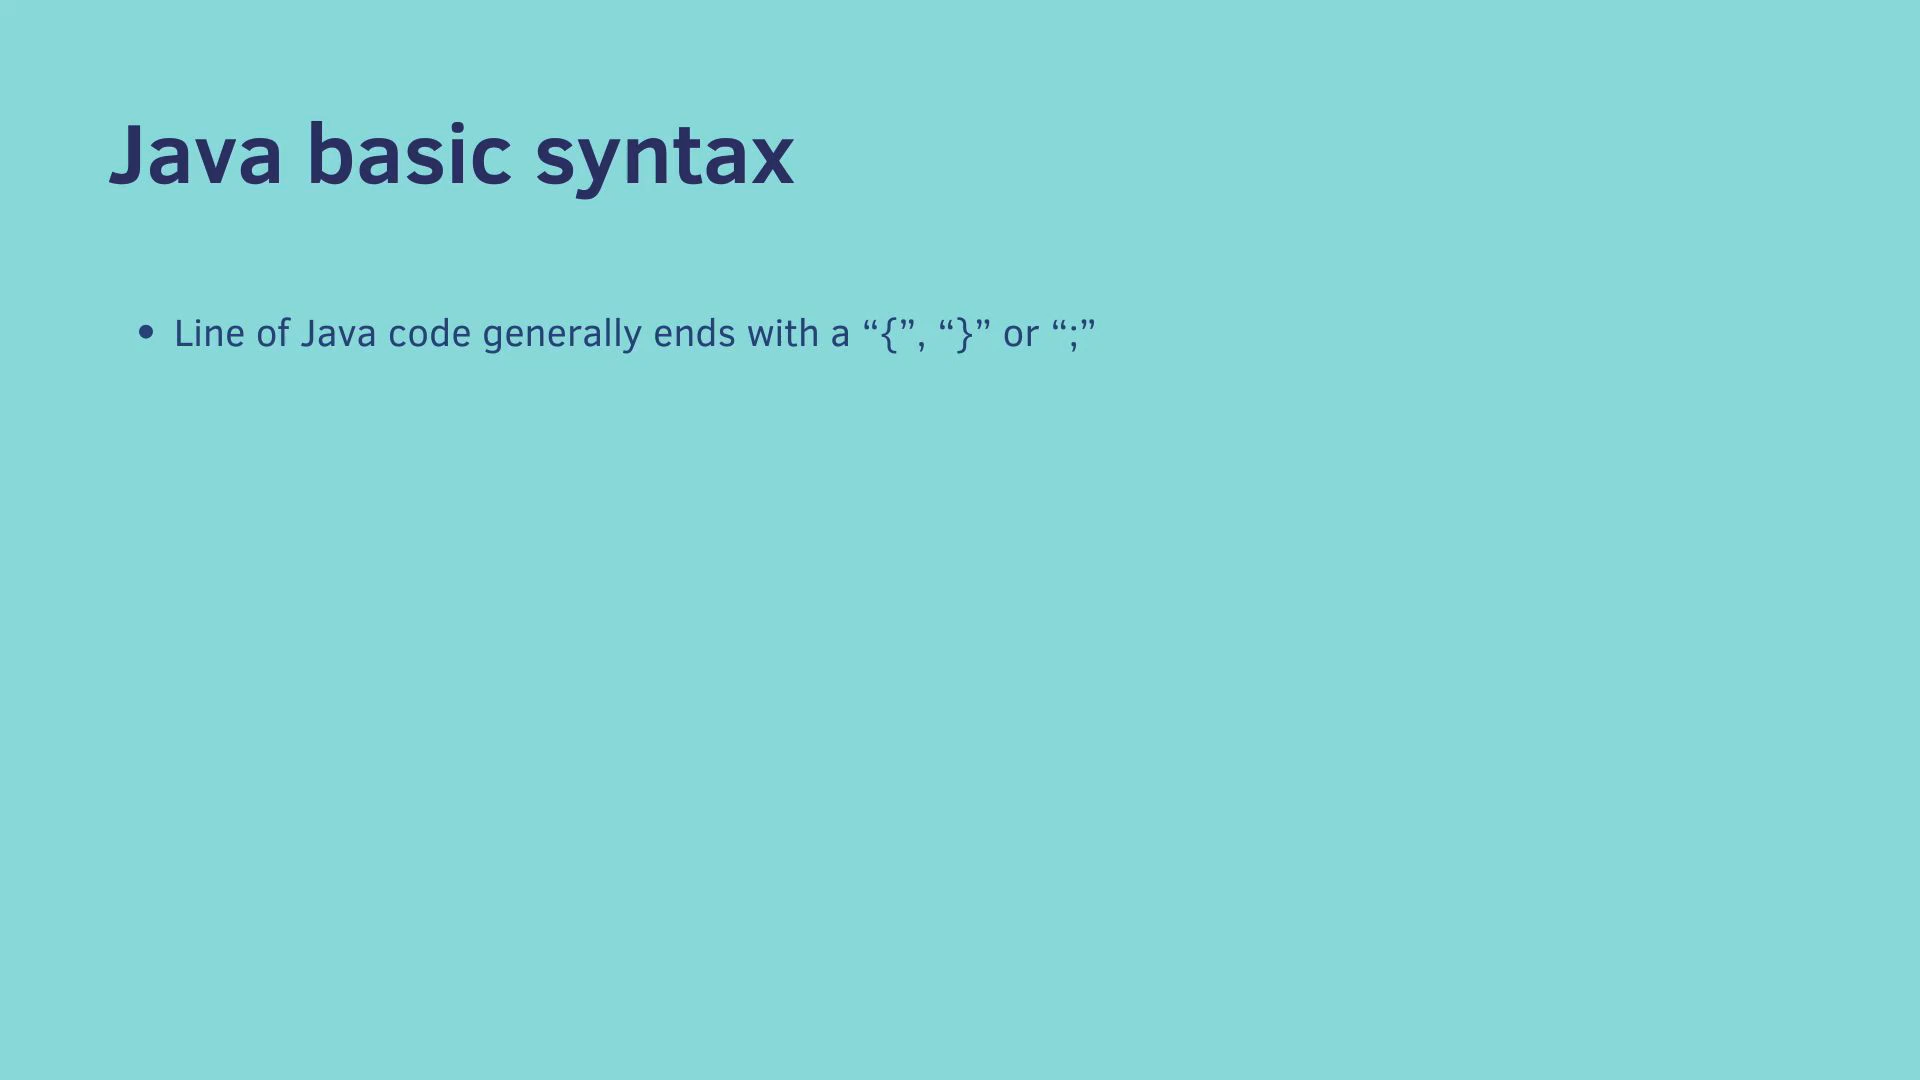 Java basic syntax
• Line of Java code generally ends with a “{”, “}” or “;”